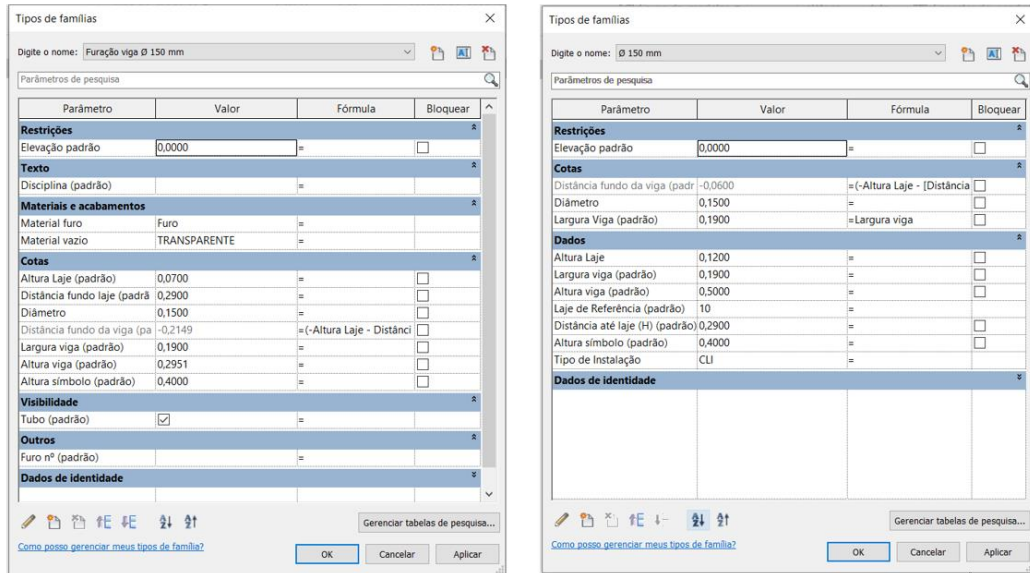 Tipos de famílias
Digite o nome: Furação viga Ø 150 mm
Parâmetros de pesquisa
Parâmetro Valor Fórmula Bloquear
Restrições
Elevação padrão 0,0000 =
Texto
Disciplina (padrão) =
Materiais e acabamentos
Material furo Furo =
Material vazio TRANSPARENTE =
Cotas
Altura Laje (padrão) 0,0700 =
Distância fundo laje (padrã 0,2900 =
Diâmetro 0,1500 =
Distância fundo da viga (pa -0,2149 =(-Altura Laje - Distânci
Largura viga (padrão) 0,1900 =
Altura viga (padrão) 0,2951 =
Altura símbolo (padrão) 0,4000 =
Visibilidade
Tubo (padrão) =
Outros
Furo nº (padrão) =
Dados de identidade
Gerenciar tabelas de pesquisa...
Como posso gerenciar meus tipos de família?
OK Cancelar Aplicar
Tipos de famílias
Digite o nome: Ø 150 mm
Parâmetros de pesquisa
Parâmetro Valor Fórmula Bloquear
Restrições
Elevação padrão 0,0000 =
Cotas
Distância fundo da viga (padr -0,0600 =(-Altura Laje - [Distância
Diâmetro 0,1500 =
Largura Viga (padrão) 0,1900 =Largura viga
Dados
Altura Laje 0,1200 =
Largura viga (padrão) 0,1900 =
Altura viga (padrão) 0,5000 =
Laje de Referência (padrão) 10 =
Distância até laje (H) (padrão) 0,2900 =
Altura símbolo (padrão) 0,4000 =
Tipo de Instalação CLI =
Dados de identidade
Gerenciar tabelas de pesquisa...
Como posso gerenciar meus tipos de família?
OK Cancelar Aplicar